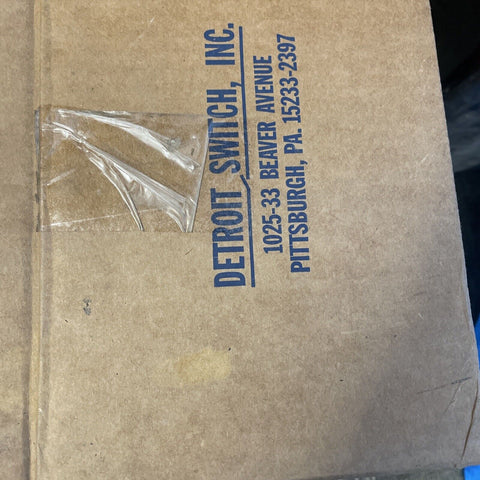 DETROIT SWITCH, INC.
1025-33 BEAVER AVENUE
PITTSBURGH, PA. 15233-2397